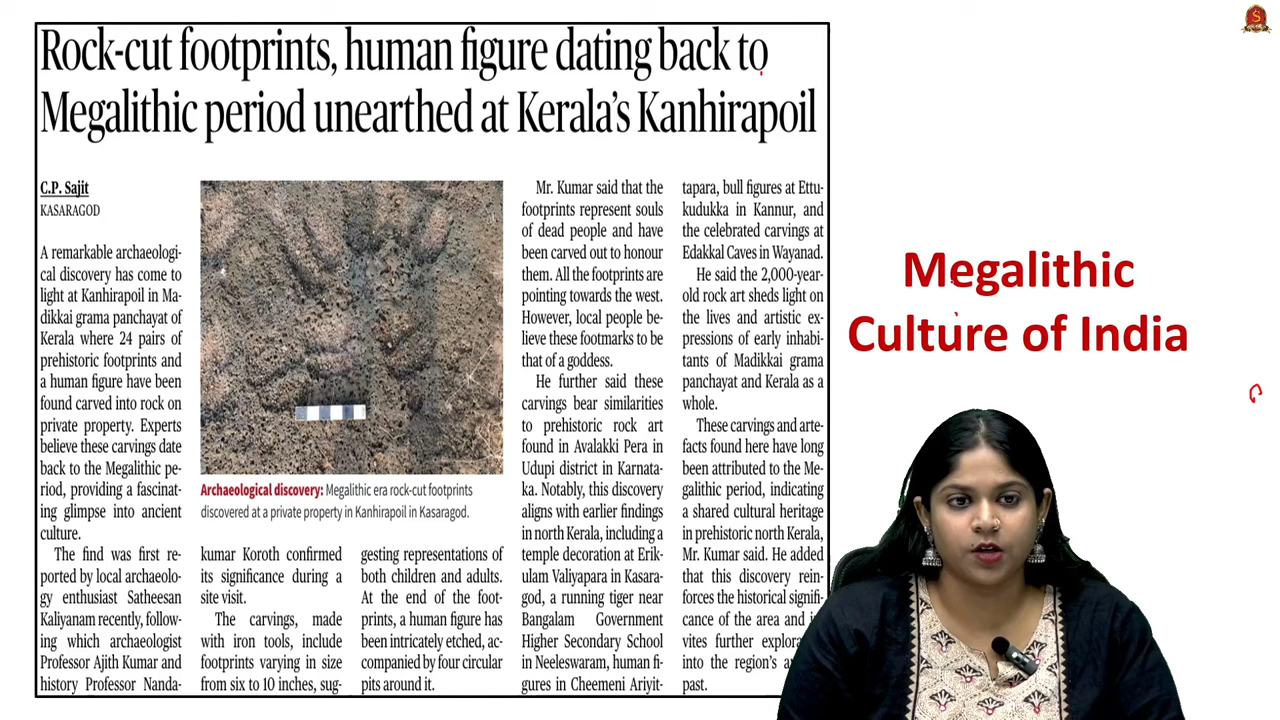 Rock-cut footprints, human figure dating back to
Megalithic period unearthed at Kerala's Kanhirapoil
C.P. Sajit
KASARAGOD
A remarkable archaeologi-
cal discovery has come to
light at Kanhirapoil in Ma-
dikkai grama panchayat of
Kerala where 24 pairs of
prehistoric footprints and
a human figure have been
found carved into rock on
private property. Experts
believe these carvings date
back to the Megalithic pe-
riod, providing a fascinat-
ing glimpse into ancient
culture.
The find was first re-
ported by local archaeolo-
gy enthusiast Satheesan
Kaliyanam recently, follow-
ing which archaeologist
Professor Ajith Kumar and
history Professor Nanda-
Archaeological discovery: Megalithic era rock-cut footprints
discovered at a private property in Kanhirapoil in Kasaragod.
kumar Koroth confirmed
its significance during a
site visit.
The carvings, made
with iron tools, include
footprints varying in size
from six to 10 inches, sug-
gesting representations of
both children and adults.
At the end of the foot-
prints, a human figure has
been intricately etched, ac-
companied by four circular
pits around it.
Mr. Kumar said that the
footprints represent souls
of dead people and have
been carved out to honour
them. All the footprints are
pointing towards the west.
However, local people be-
lieve these footmarks to be
that of a goddess.
He further said these
carvings bear similarities
to prehistoric rock art
found in Avalakki Pera in
Udupi district in Karnata-
ka. Notably, this discovery
aligns with earlier findings
in north Kerala, including a
temple decoration at Erik-
ulam Valiyapara in Kasara-
god, a running tiger near
Bangalam Government
Higher Secondary School
in Neeleswaram, human fi-
gures in Cheemeni Ariyit-
tapara, bull figures at Ettu-
kudukka in Kannur, and
the celebrated carvings at
Edakkal Caves in Wayanad.
He said the 2,000-year-
old rock art sheds light on
the lives and artistic ex-
pressions of early inhabi-
tants of Madikkai grama
panchayat and Kerala as a
whole.
These carvings and arte-
facts found here have long
been attributed to the Me-
galithic period, indicating
a shared cultural heritage
in prehistoric north Kerala,
Mr. Kumar said. He added
that this discovery rein-
forces the historical signifi-
cance of the area and
vites further
into the region's
past.
Megalithic
Culture of India